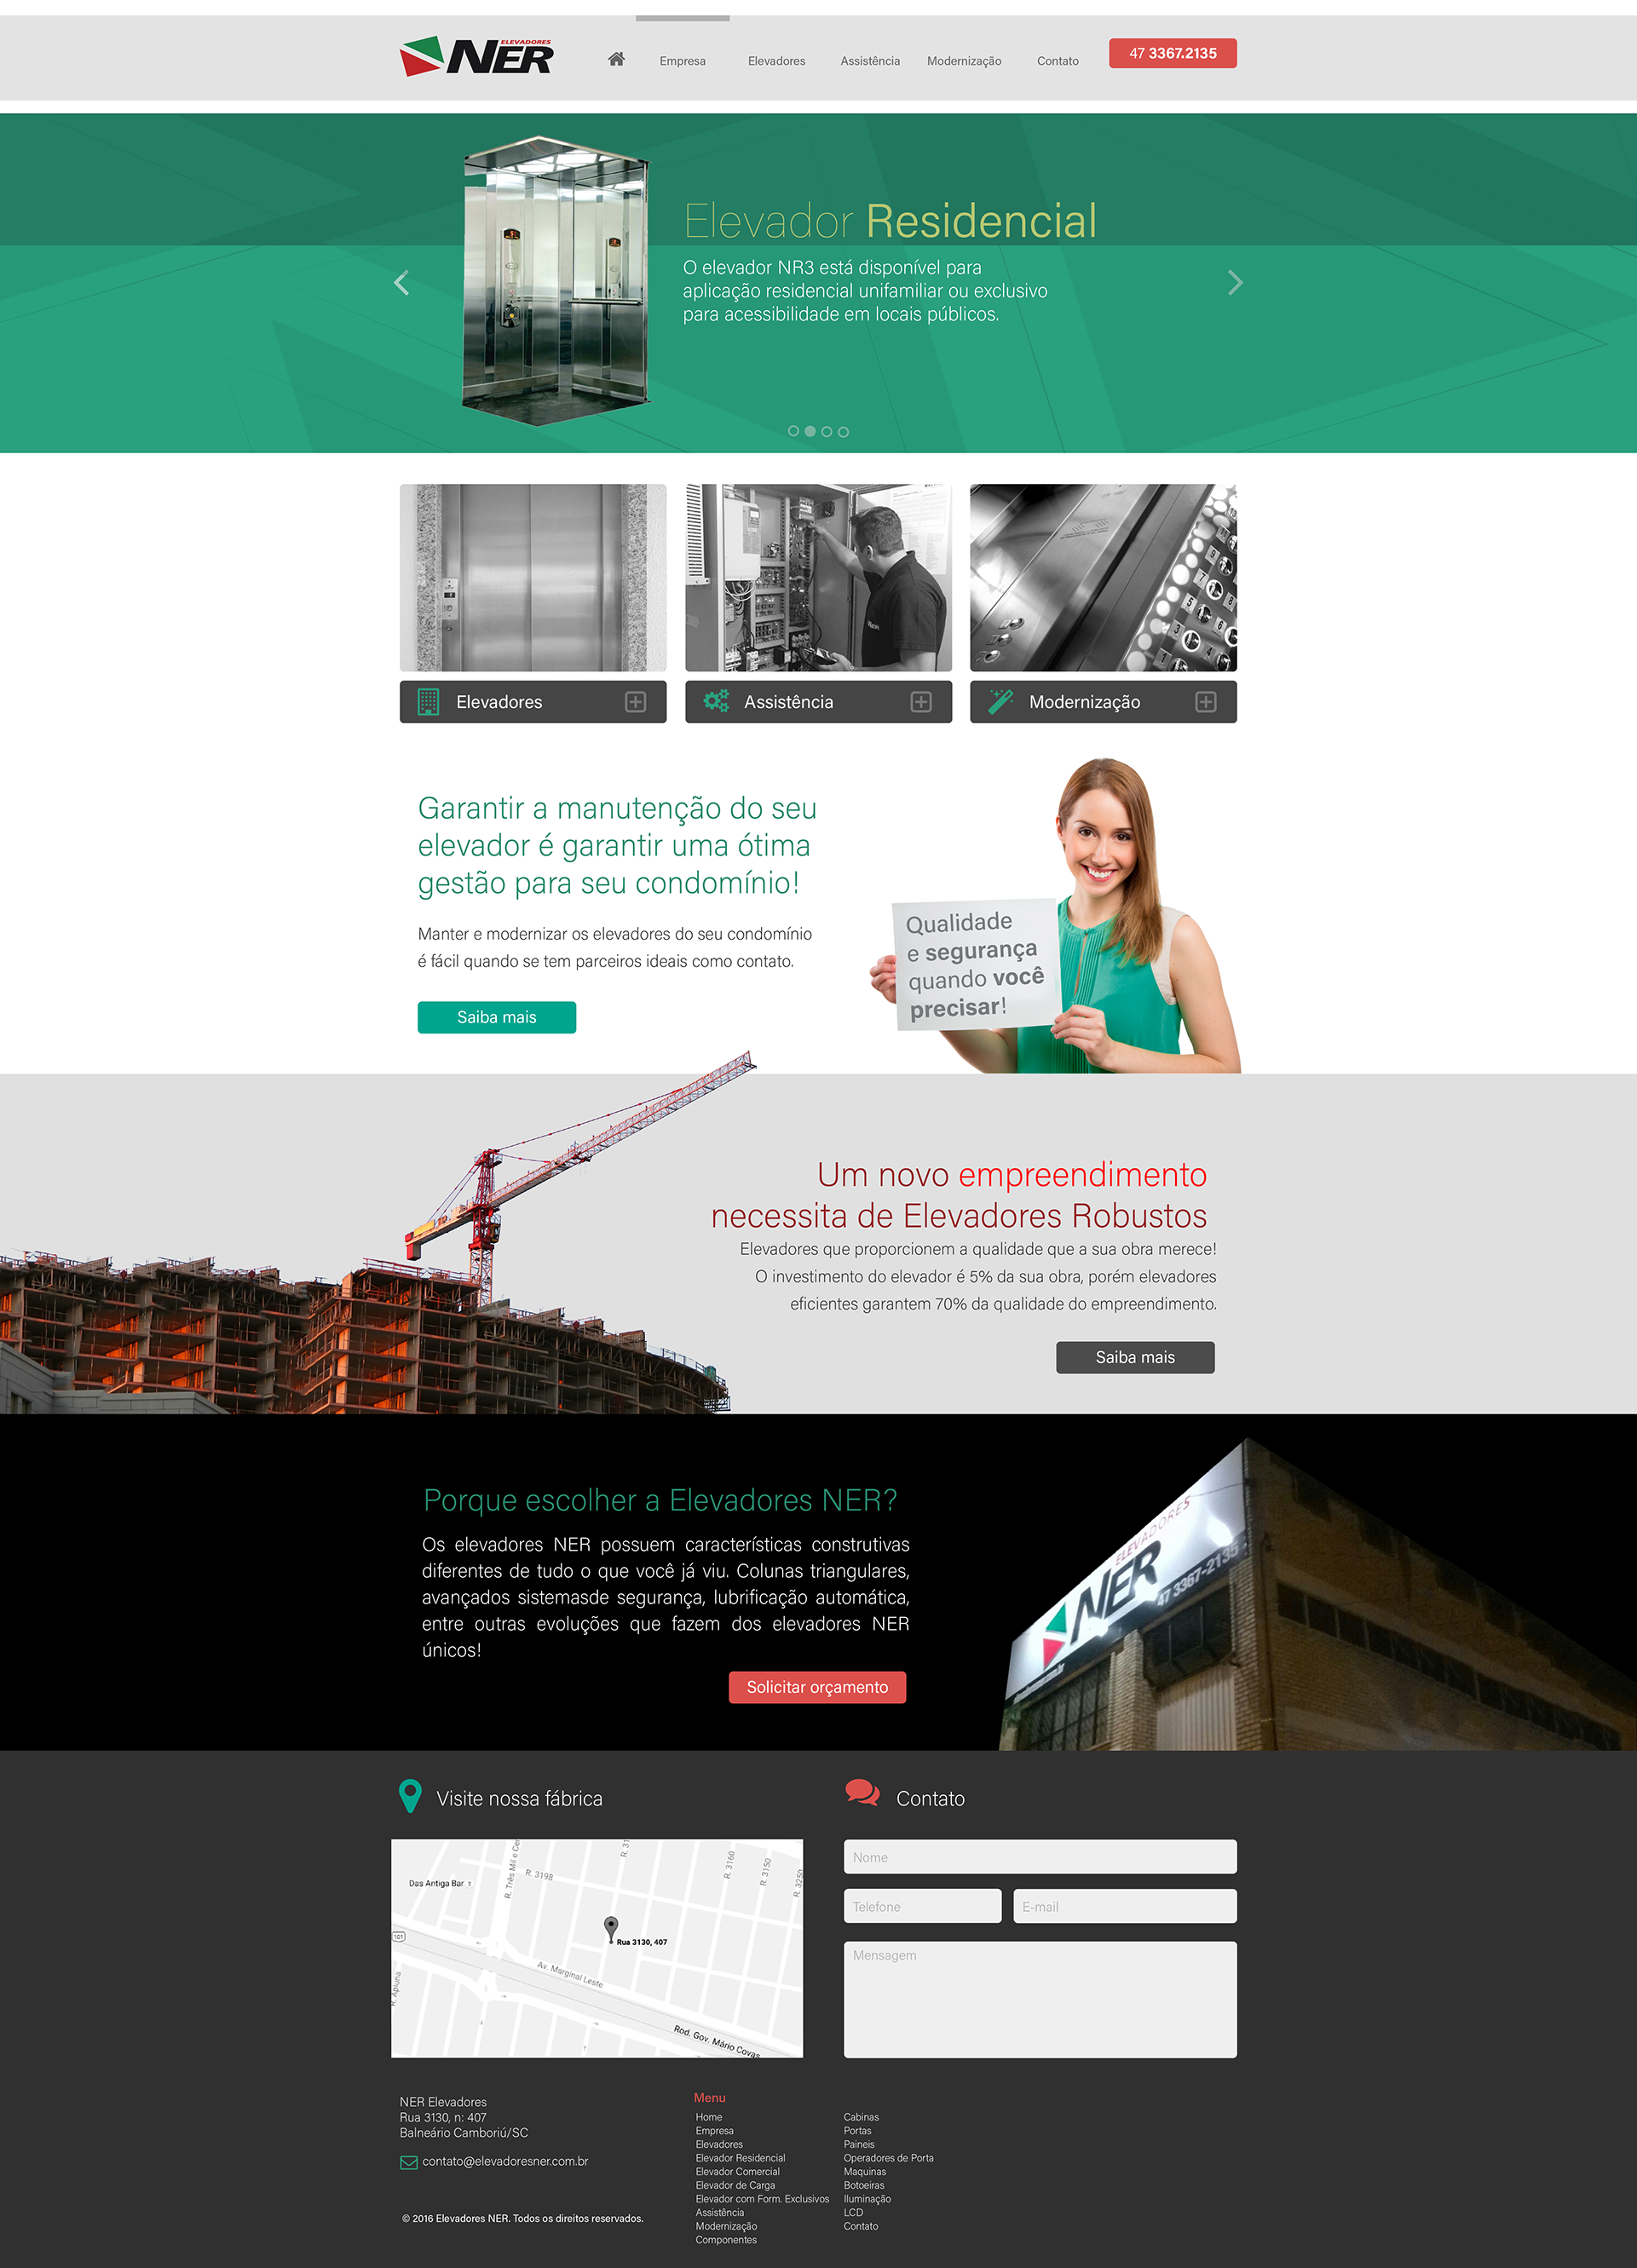 ELEVADORES
NER
Empresa
Elevadores
Assistência
Modernização
Contato
47 3367.2135
Elevador Residencial
O elevador NR3 está disponível para
aplicação residencial unifamiliar ou exclusivo
para acessibilidade em locais públicos.
Elevadores
Assistência
Modernização
Garantir a manutenção do seu
elevador é garantir uma ótima
gestão para seu condomínio!
Manter e modernizar os elevadores do seu condomínio
é fácil quando se tem parceiros ideais como contato.
Saiba mais
Qualidade
e segurança
quando você
precisar!
Um novo empreendimento
necessita de Elevadores Robustos
Elevadores que proporcionem a qualidade que a sua obra merece!
O investimento do elevador é 5% da sua obra, porém elevadores
eficientes garantem 70% da qualidade do empreendimento.
Saiba mais
Porque escolher a Elevadores NER?
Os elevadores NER possuem características construtivas
diferentes de tudo o que você já viu. Colunas triangulares,
avançados sistemasde segurança, lubrificação automática,
entre outras evoluções que fazem dos elevadores NER
únicos!
Solicitar orçamento
ELEVADORES
NER
47 3367-2135
Visite nossa fábrica
Contato
Das Antiga Bar
R. Três Mil e Cen
R. 3198
R. 31
R. 3160
R. 3150
R. 3250
101
Rua 3130, 407
Av. Marginal Leste
R. Apiuna
Rod. Gov. Mário Covas
Nome
Telefone
E-mail
Mensagem
NER Elevadores
Rua 3130, n: 407
Balneário Camboriú/SC
contato@elevadoresner.com.br
© 2016 Elevadores NER. Todos os direitos reservados.
Menu
Home
Empresa
Elevadores
Elevador Residencial
Elevador Comercial
Elevador de Carga
Elevador com Form. Exclusivos
Assistência
Modernização
Componentes
Cabinas
Portas
Paineis
Operadores de Porta
Maquinas
Botoeiras
Iluminação
LCD
Contato